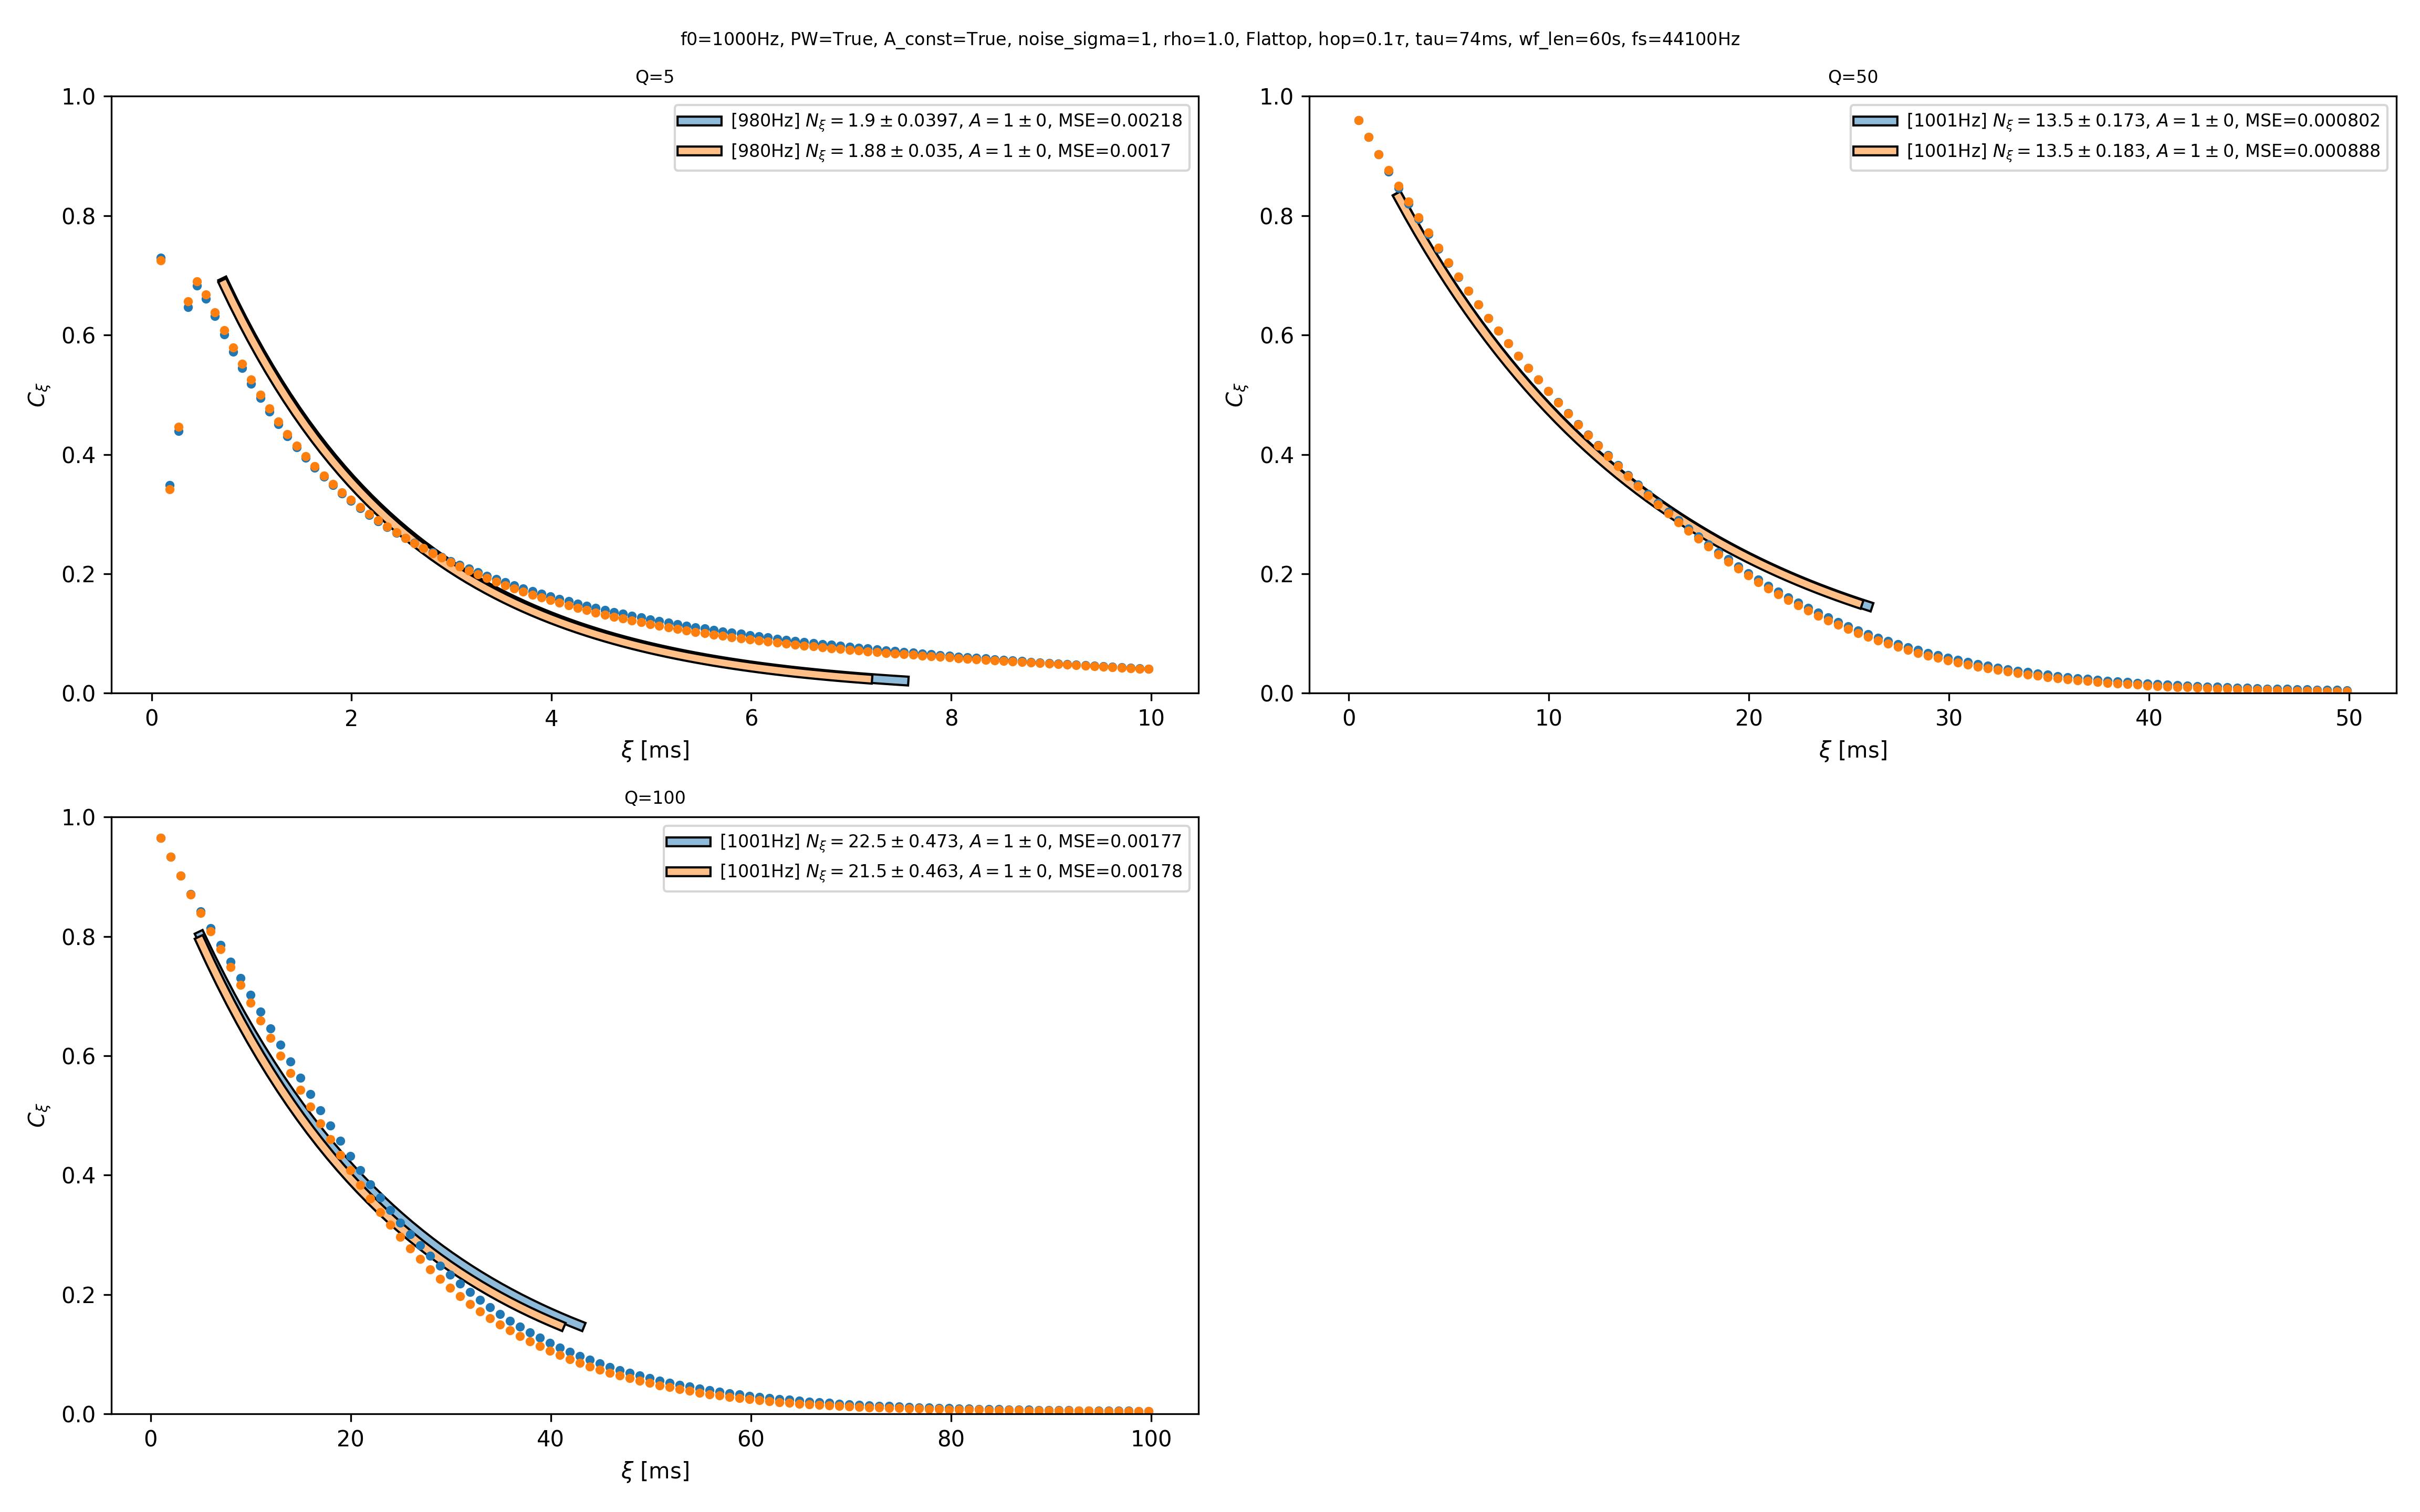 f0=1000Hz, PW=True, A_const=True, noise_sigma=1, rho=1.0, Flattop, hop=0.1τ, tau=74ms, wf_len=60s, fs=44100Hz
Q=5
[980Hz] N_ξ = 1.9 ± 0.0397, A = 1 ± 0, MSE=0.00218
[980Hz] N_ξ = 1.88 ± 0.035, A = 1 ± 0, MSE=0.0017
1.0
0.8
0.6
0.4
0.2
0.0
C_ξ
0 2 4 6 8 10
ξ [ms]
Q=50
[1001Hz] N_ξ = 13.5 ± 0.173, A = 1 ± 0, MSE=0.000802
[1001Hz] N_ξ = 13.5 ± 0.183, A = 1 ± 0, MSE=0.000888
1.0
0.8
0.6
0.4
0.2
0.0
C_ξ
0 10 20 30 40 50
ξ [ms]
Q=100
[1001Hz] N_ξ = 22.5 ± 0.473, A = 1 ± 0, MSE=0.00177
[1001Hz] N_ξ = 21.5 ± 0.463, A = 1 ± 0, MSE=0.00178
1.0
0.8
0.6
0.4
0.2
0.0
C_ξ
0 20 40 60 80 100
ξ [ms]